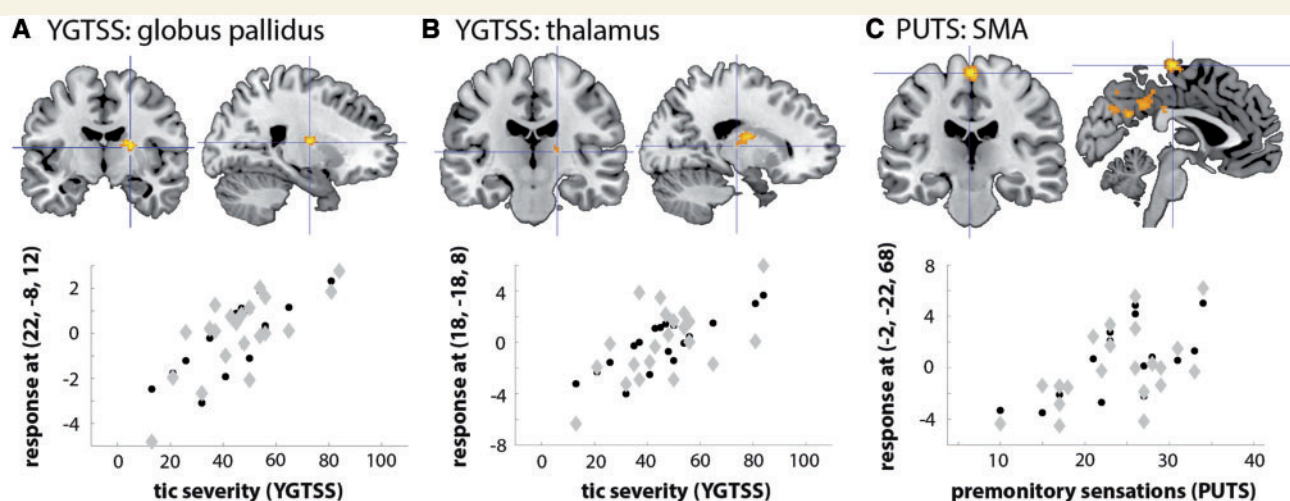 A YGTSS: globus pallidus
B YGTSS: thalamus
C PUTS: SMA
response at (22, -8, 12)
2
0
-2
-4
0 20 40 60 80 100
tic severity (YGTSS)
response at (18, -18, 8)
8
4
0
-4
-8
0 20 40 60 80 100
tic severity (YGTSS)
response at (-2, -22, 68)
8
4
0
-4
10 20 30 40
premonitory sensations (PUTS)